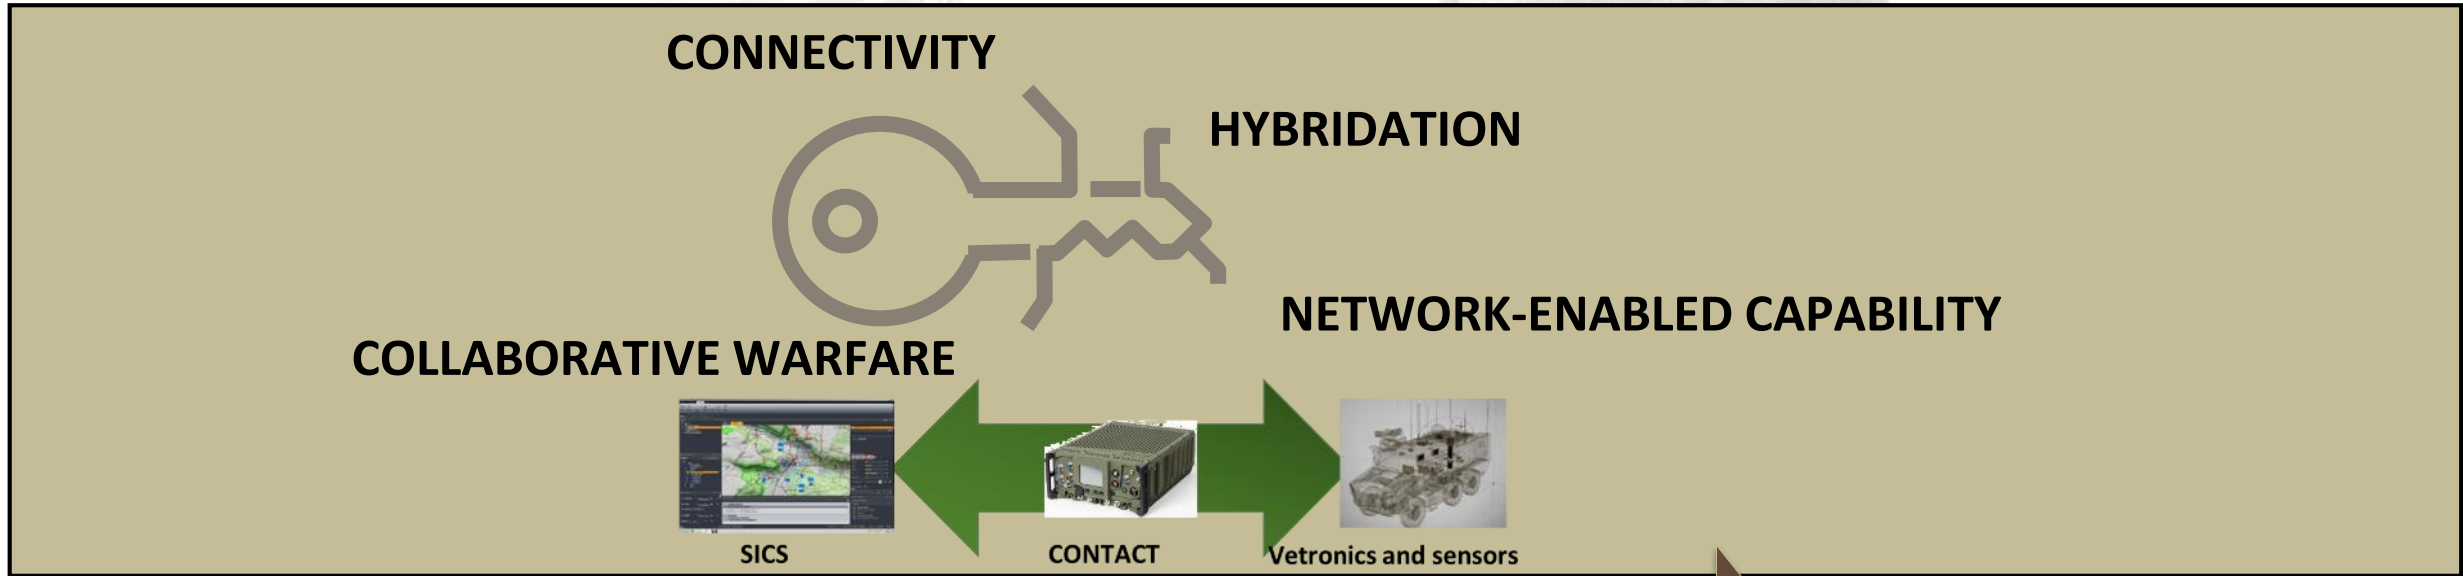 CONNECTIVITY
HYBRIDATION
NETWORK-ENABLED CAPABILITY
COLLABORATIVE WARFARE
SICS
CONTACT
Vetronics and sensors